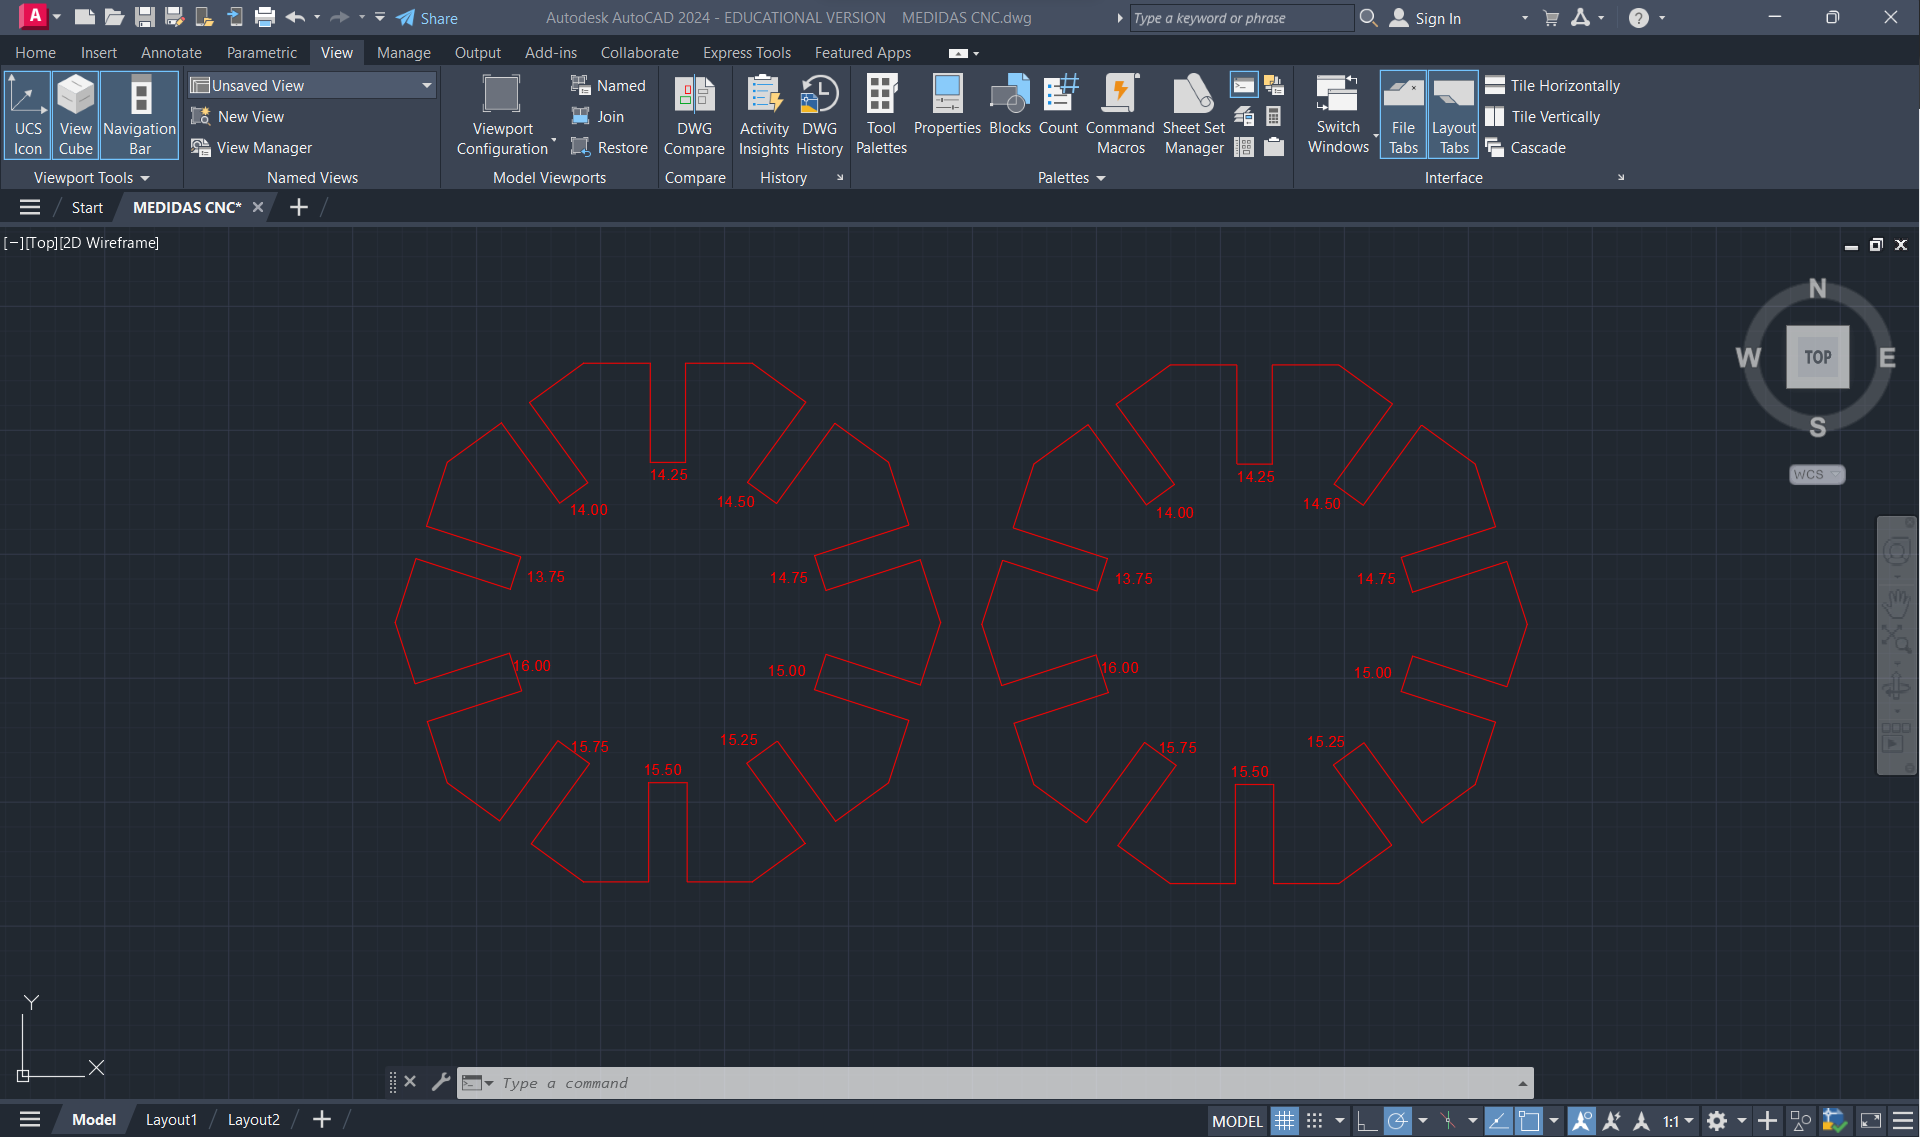 A Share Autodesk AutoCAD 2024 - EDUCATIONAL VERSION MEDIDAS CNC.dwg Type a keyword or phrase Sign In ?
Home Insert Annotate Parametric View Manage Output Add-ins Collaborate Express Tools Featured Apps
UCS Icon
View Cube
Navigation Bar
Viewport Tools
Unsaved View
New View
View Manager
Named Views
Viewport Configuration
Named
Join
Restore
Model Viewports
DWG Compare
Compare
Activity Insights
DWG History
History
Tool Palettes
Properties
Blocks
Count
Command Macros
Sheet Set Manager
Palettes
Switch Windows
File Tabs
Layout Tabs
Tile Horizontally
Tile Vertically
Cascade
Interface
Start MEDIDAS CNC*
[−][Top][2D Wireframe]
N
W TOP E
S
WCS
14.25
14.50
14.00
13.75
14.75
16.00
15.00
15.75
15.25
15.50
14.25
14.50
14.00
13.75
14.75
16.00
15.00
15.75
15.25
15.50
Y
X
Type a command
Model Layout1 Layout2 MODEL 1:1